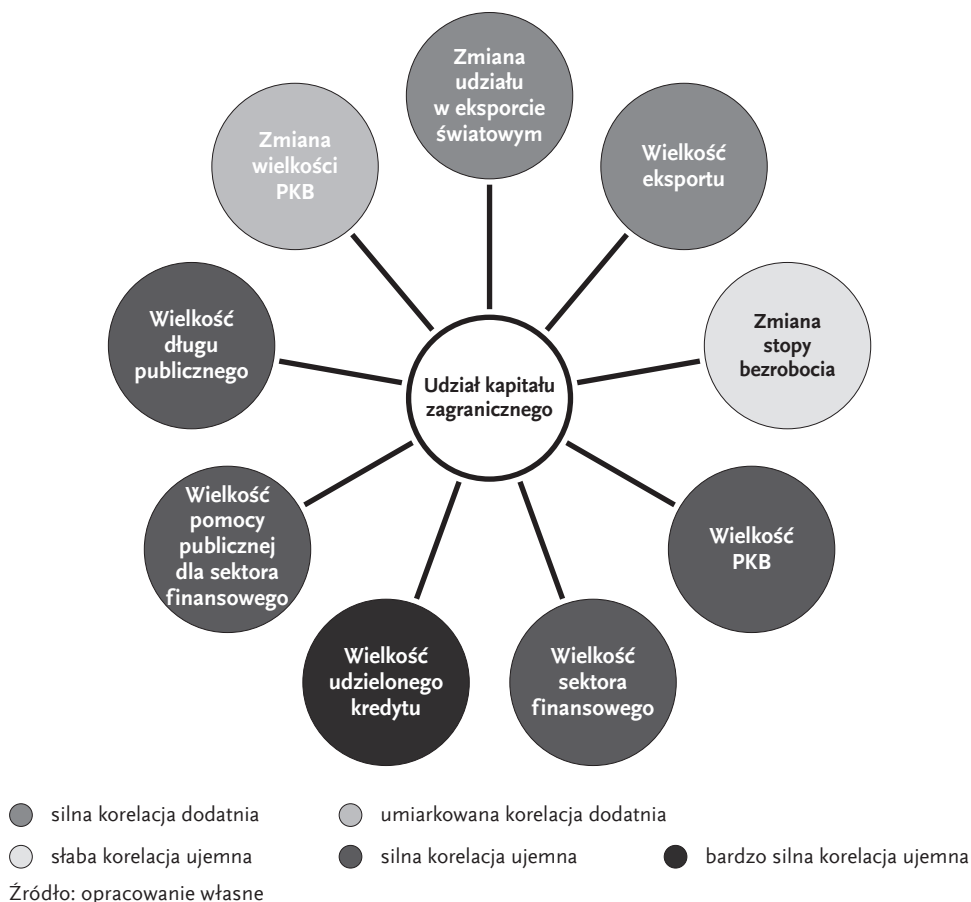 Zmiana
udziału
w eksporcie
światowym
Zmiana
wielkości
PKB
Wielkość
eksportu
Wielkość
długu
publicznego
Zmiana
stopy
bezrobocia
Udział kapitału
zagranicznego
Wielkość
pomocy
publicznej
dla sektora
finansowego
Wielkość
PKB
Wielkość
udzielonego
kredytu
Wielkość
sektora
finansowego
silna korelacja dodatnia
umiarkowana korelacja dodatnia
słaba korelacja ujemna
silna korelacja ujemna
bardzo silna korelacja ujemna
Źródło: opracowanie własne